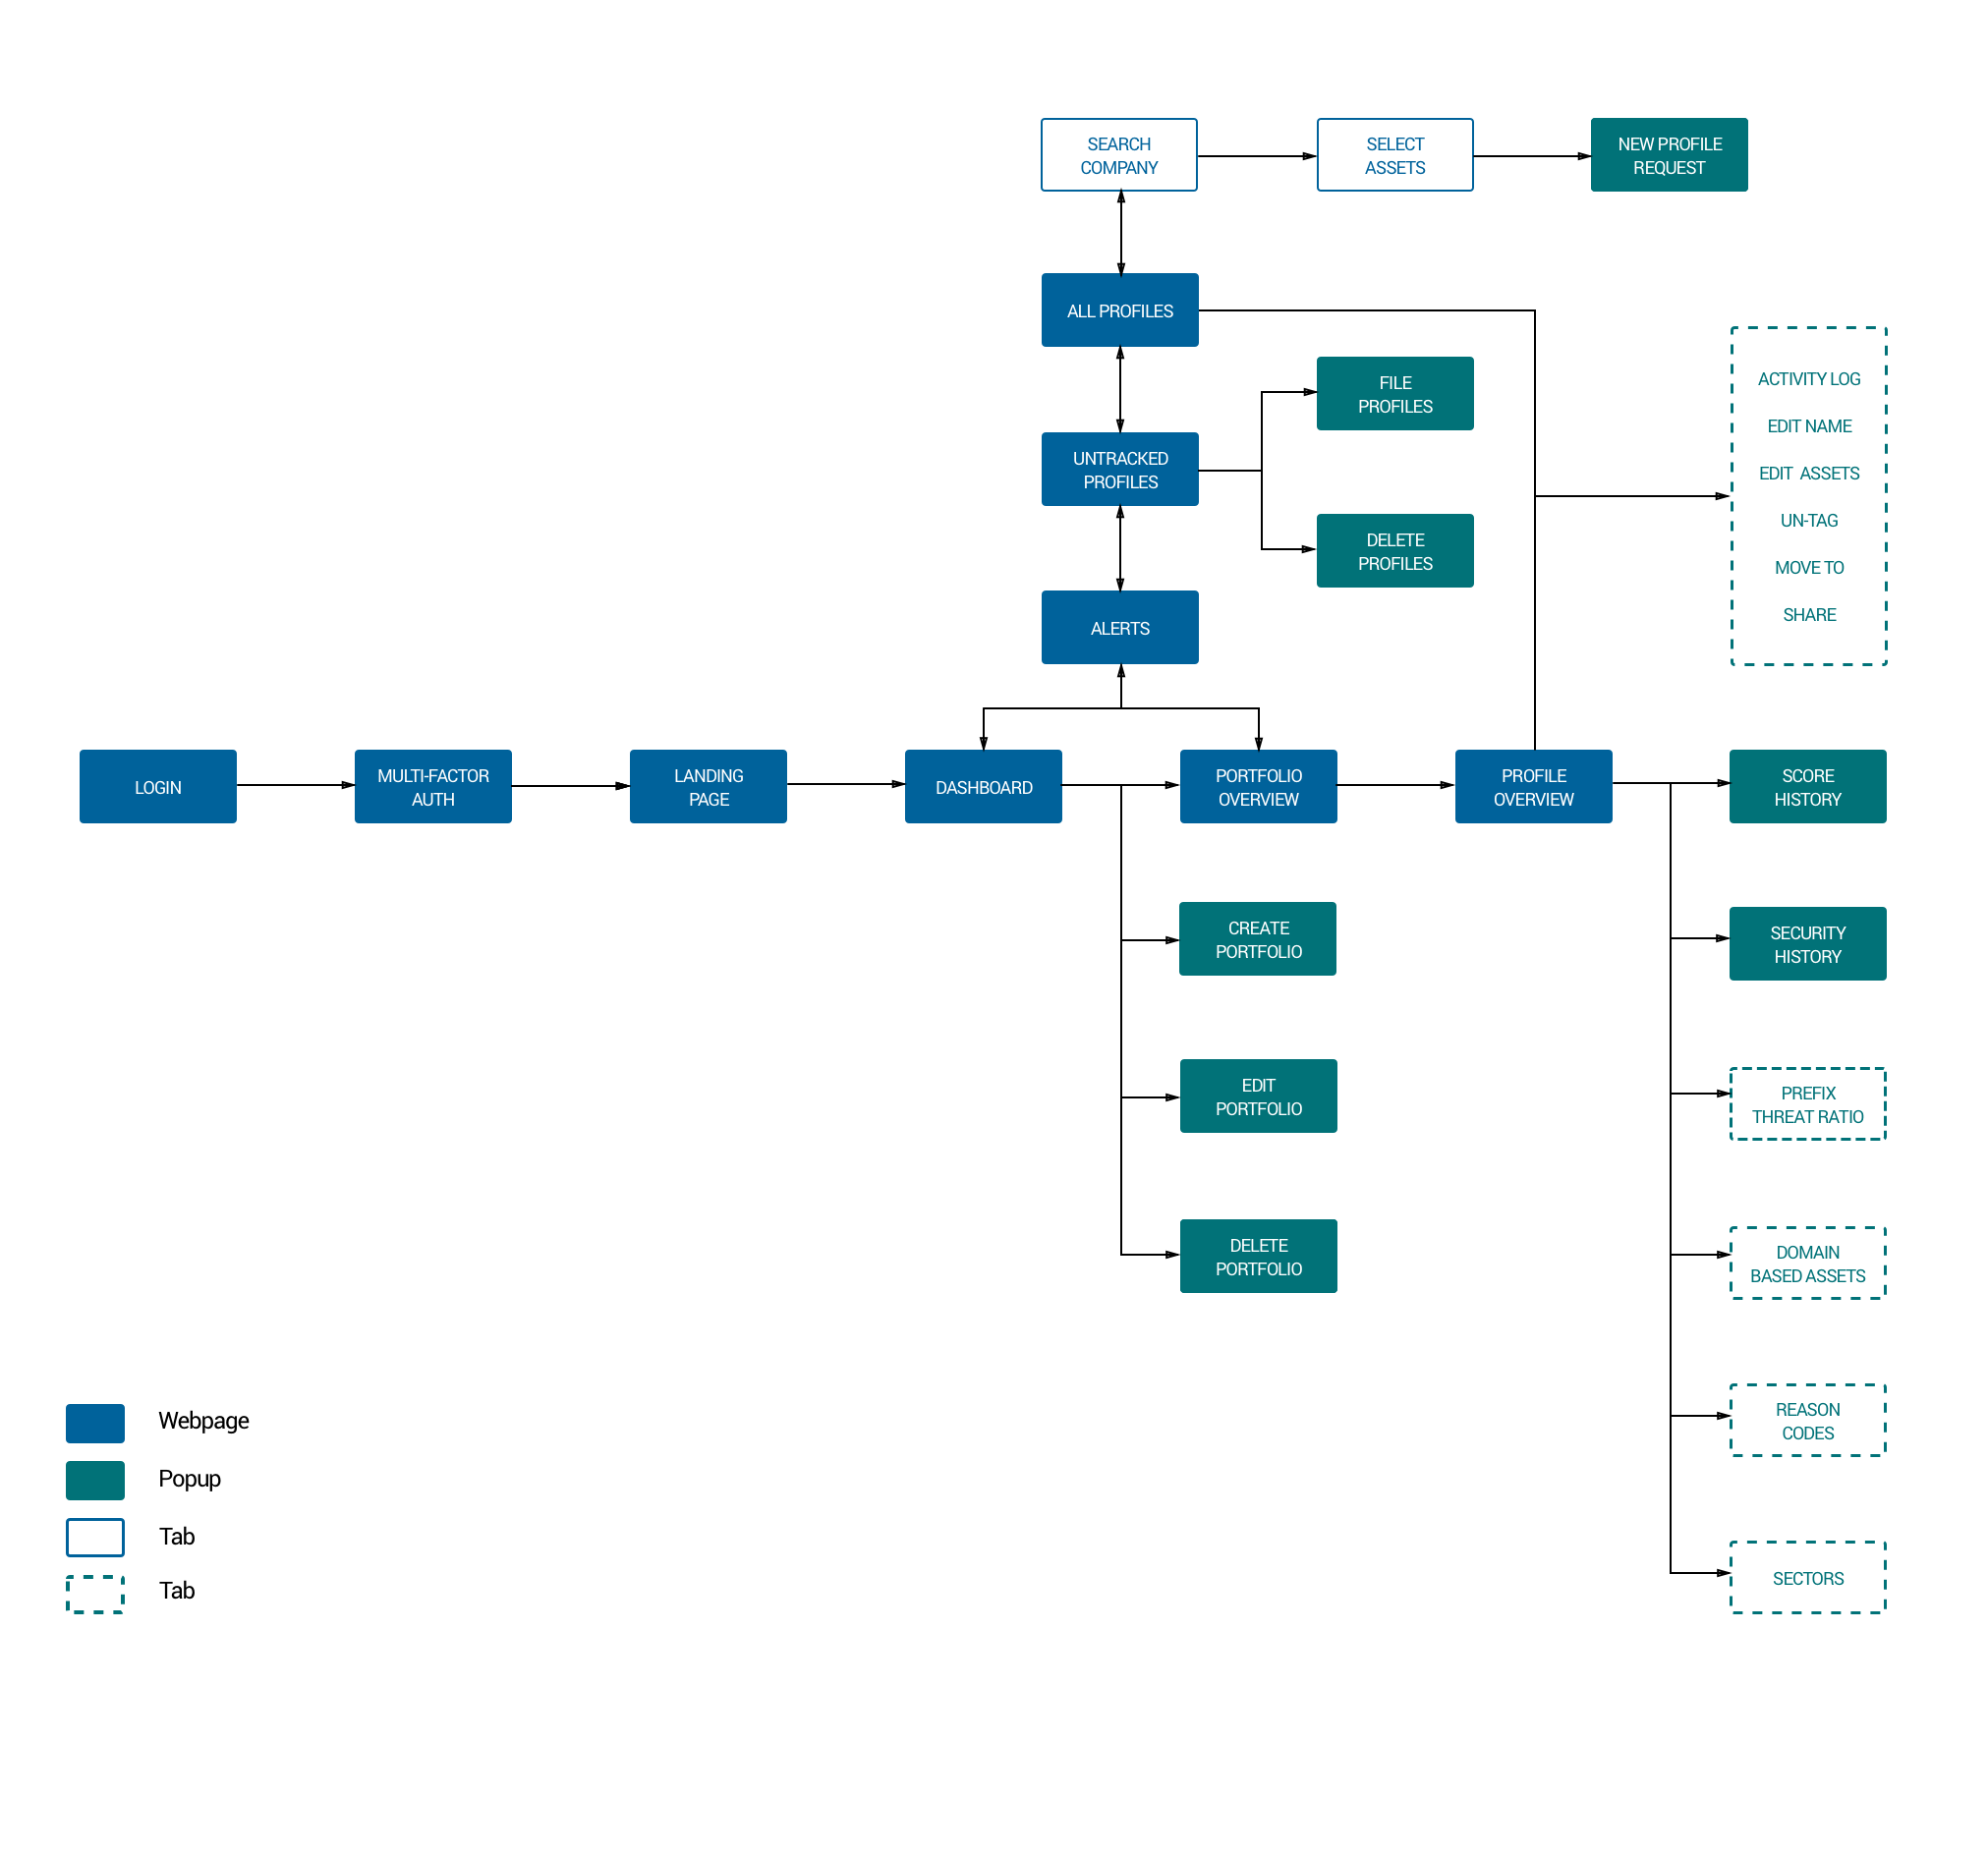 SEARCH
COMPANY
SELECT
ASSETS
NEW PROFILE
REQUEST
ALL PROFILES
FILE
PROFILES
UNTRACKED
PROFILES
DELETE
PROFILES
ACTIVITY LOG
EDIT NAME
EDIT ASSETS
UN-TAG
MOVE TO
SHARE
ALERTS
LOGIN
MULTI-FACTOR
AUTH
LANDING
PAGE
DASHBOARD
PORTFOLIO
OVERVIEW
PROFILE
OVERVIEW
SCORE
HISTORY
CREATE
PORTFOLIO
SECURITY
HISTORY
EDIT
PORTFOLIO
PREFIX
THREAT RATIO
DELETE
PORTFOLIO
DOMAIN
BASED ASSETS
REASON
CODES
SECTORS
Webpage
Popup
Tab
Tab